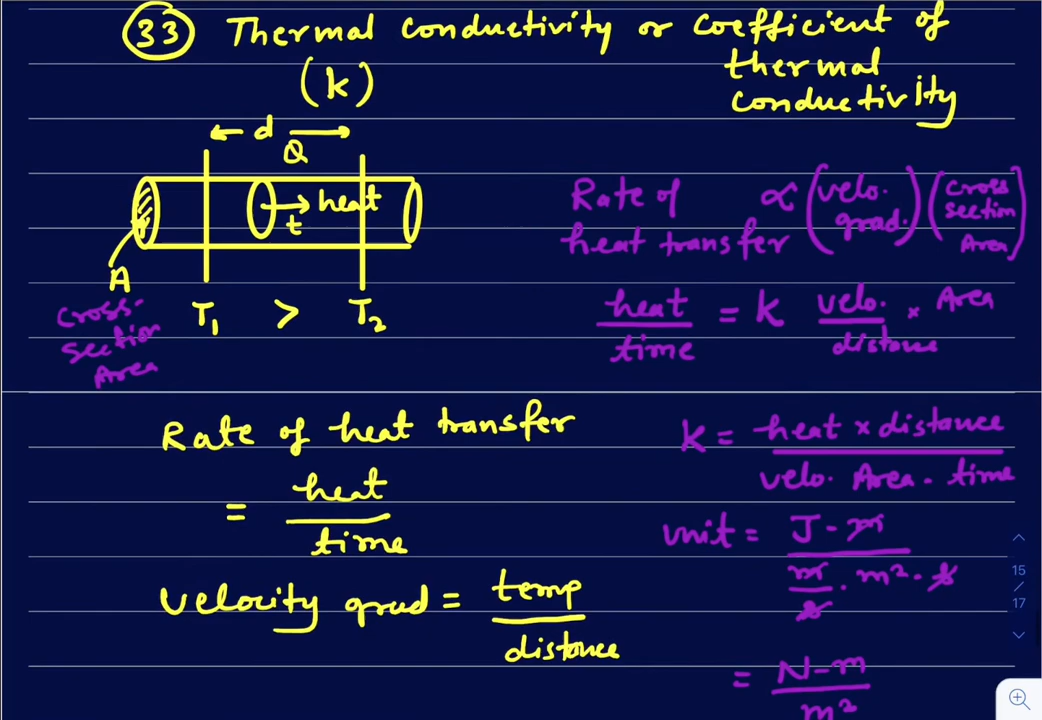 33 Thermal conductivity or coefficient of
thermal
conductivity
(k)
← d →
Q
heat
t
A
T₁ > T₂
Cross-
section
Area
Rate of heat transfer ∝ (velo. grad.) (cross section Area)
heat/time = k velo./distance × Area
Rate of heat transfer
= heat/time
velocity grad = temp/distance
k = heat × distance / velo. Area. time
unit = J-m / m/s . m². s
= N-m / m²
15
/
17